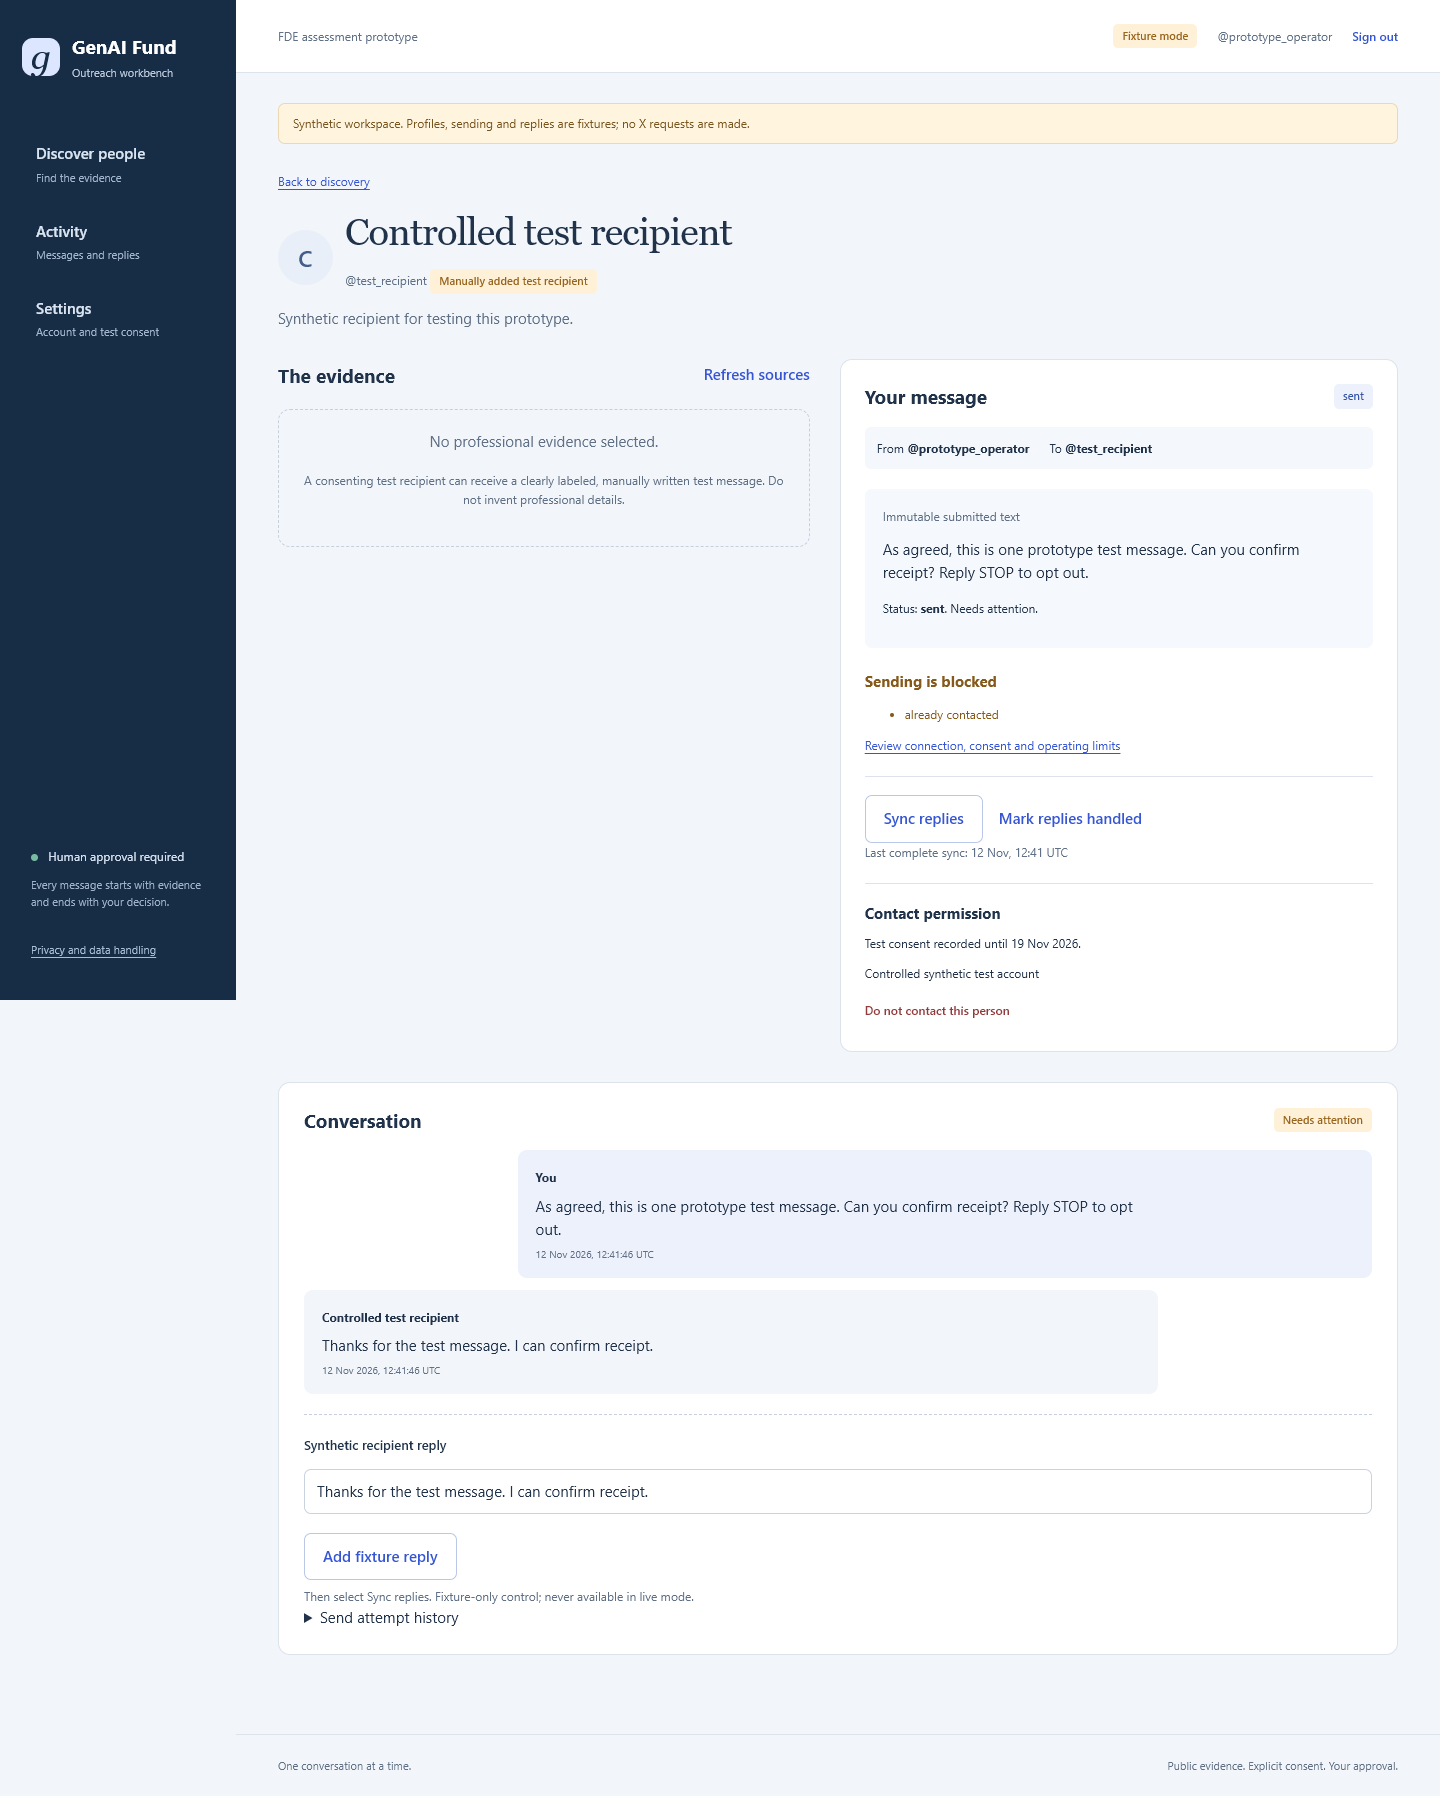 g
GenAI Fund
Outreach workbench
Discover people
Find the evidence
Activity
Messages and replies
Settings
Account and test consent
Human approval required
Every message starts with evidence
and ends with your decision.
Privacy and data handling
FDE assessment prototype
Fixture mode
@prototype_operator
Sign out
Synthetic workspace. Profiles, sending and replies are fixtures; no X requests are made.
Back to discovery
C
Controlled test recipient
@test_recipient Manually added test recipient
Synthetic recipient for testing this prototype.
The evidence
Refresh sources
No professional evidence selected.
A consenting test recipient can receive a clearly labeled, manually written test message. Do
not invent professional details.
Your message
sent
From @prototype_operator To @test_recipient
Immutable submitted text
As agreed, this is one prototype test message. Can you confirm
receipt? Reply STOP to opt out.
Status: sent. Needs attention.
Sending is blocked
• already contacted
Review connection, consent and operating limits
Sync replies
Mark replies handled
Last complete sync: 12 Nov, 12:41 UTC
Contact permission
Test consent recorded until 19 Nov 2026.
Controlled synthetic test account
Do not contact this person
Conversation
Needs attention
You
As agreed, this is one prototype test message. Can you confirm receipt? Reply STOP to opt
out.
12 Nov 2026, 12:41:46 UTC
Controlled test recipient
Thanks for the test message. I can confirm receipt.
12 Nov 2026, 12:41:46 UTC
Synthetic recipient reply
Thanks for the test message. I can confirm receipt.
Add fixture reply
Then select Sync replies. Fixture-only control; never available in live mode.
▶ Send attempt history
One conversation at a time.
Public evidence. Explicit consent. Your approval.